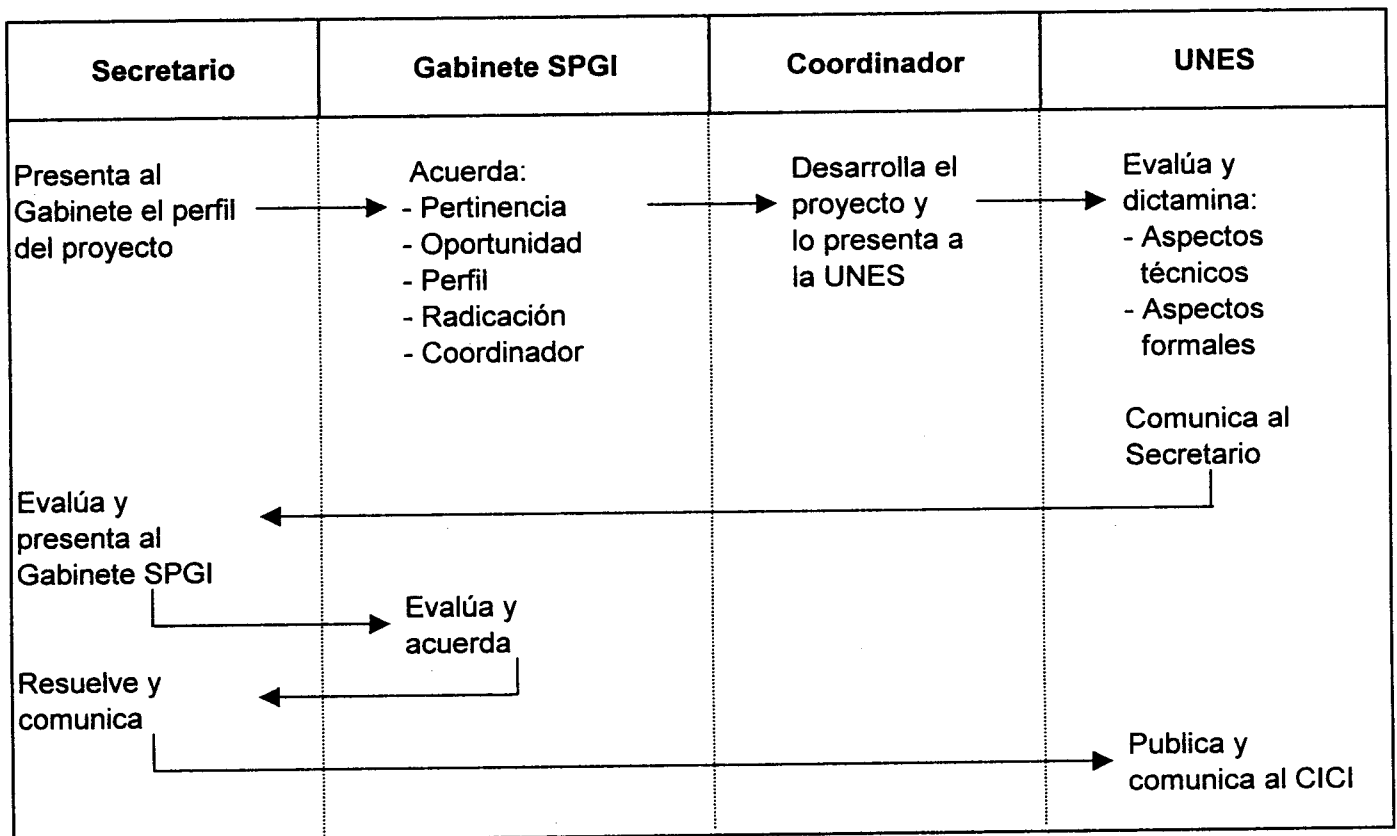 Secretario
Gabinete SPGI
Coordinador
UNES
Presenta al
Gabinete el perfil
del proyecto
Acuerda:
- Pertinencia
- Oportunidad
- Perfil
- Radicación
- Coordinador
Desarrolla el
proyecto y
lo presenta a
la UNES
Evalúa y
dictamina:
- Aspectos
técnicos
- Aspectos
formales
Comunica al
Secretario
Evalúa y
presenta al
Gabinete SPGI
Evalúa y
acuerda
Resuelve y
comunica
Publica y
comunica al CICI